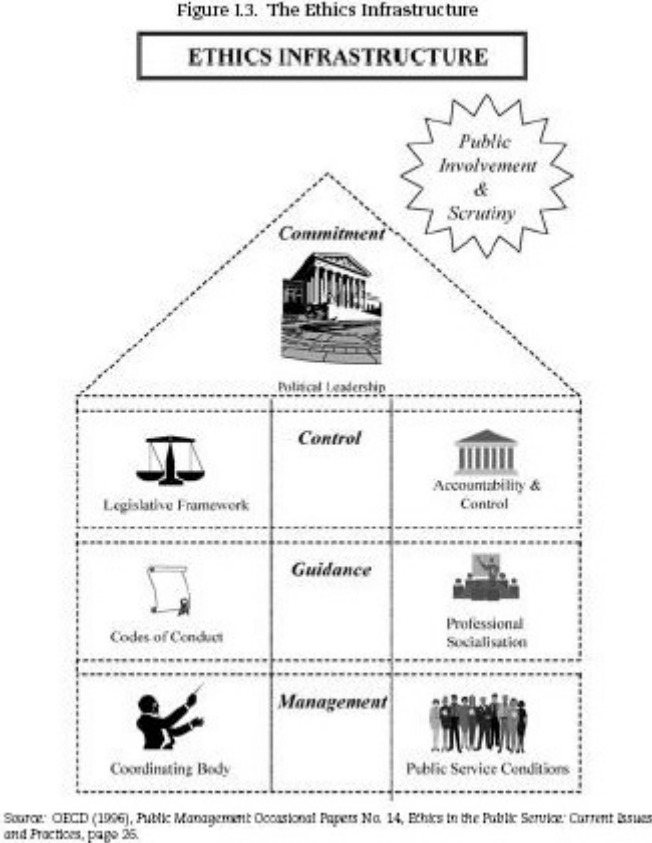 Figure 1.3. The Ethics Infrastructure
ETHICS INFRASTRUCTURE
Public
Involvement
&
Scrutiny
Commitment
Political Leadership
Control
Legislative Framework
Accountability &
Control
Guidance
Codes of Conduct
Professional
Socialisation
Management
Coordinating Body
Public Service Conditions
Source: OECD (1996), Public Management Occasional Papers No. 14, Ethics in the Public Service: Current Issues
and Practices, page 26.